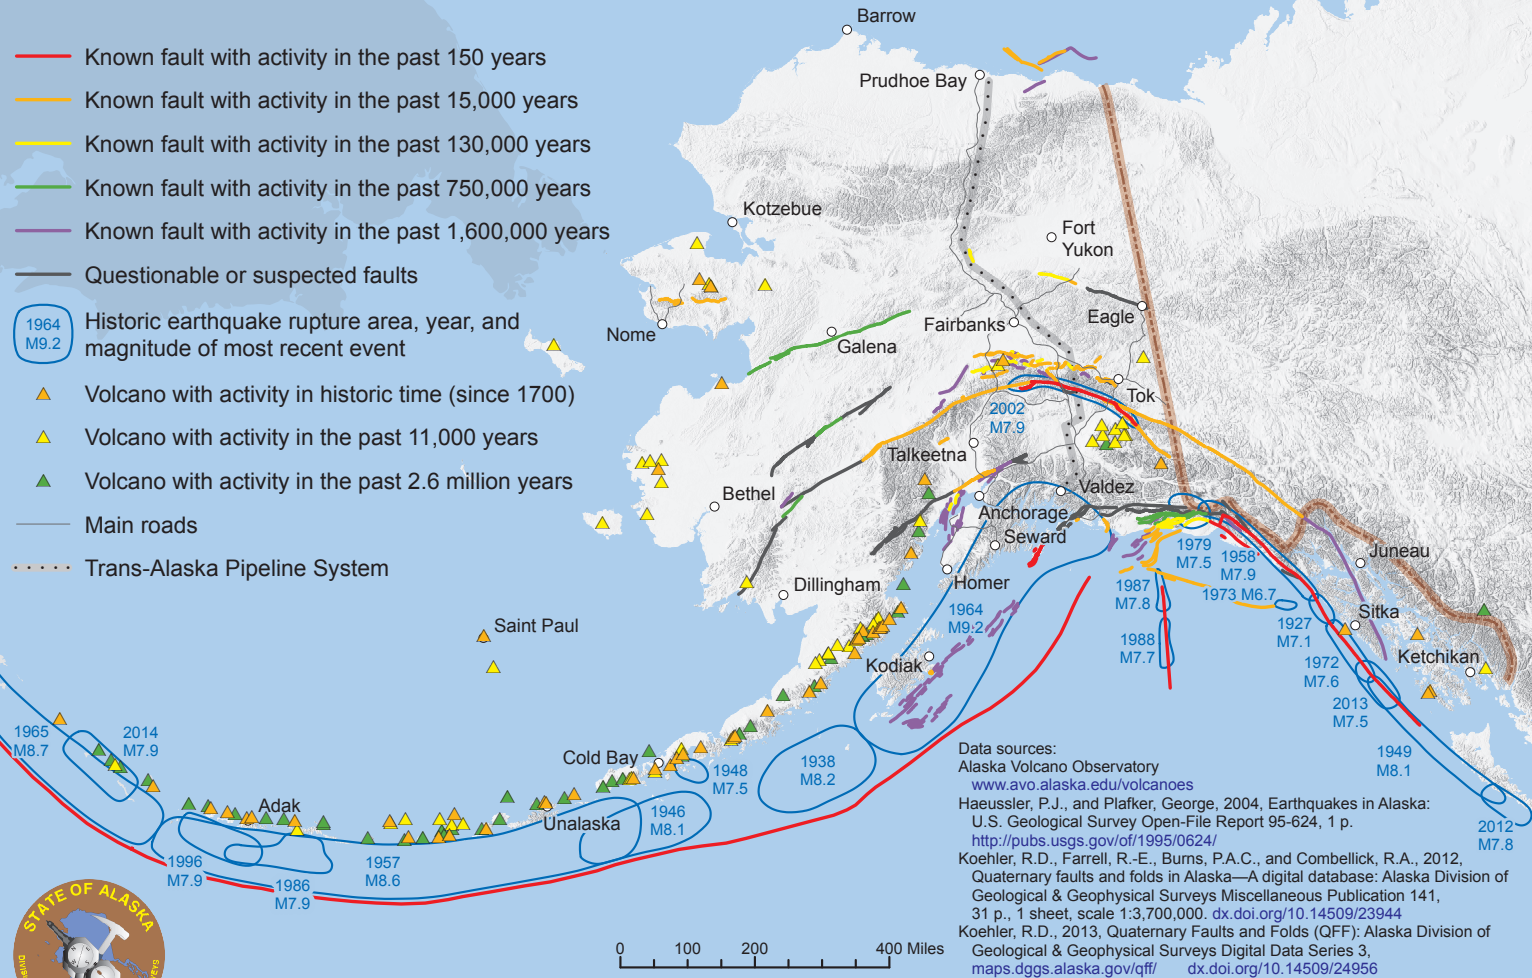 Known fault with activity in the past 150 years
Known fault with activity in the past 15,000 years
Known fault with activity in the past 130,000 years
Known fault with activity in the past 750,000 years
Known fault with activity in the past 1,600,000 years
Questionable or suspected faults
1964
M9.2
Historic earthquake rupture area, year, and
magnitude of most recent event
Volcano with activity in historic time (since 1700)
Volcano with activity in the past 11,000 years
Volcano with activity in the past 2.6 million years
Main roads
Trans-Alaska Pipeline System
Barrow
Prudhoe Bay
Kotzebue
Fort
Yukon
Nome
Galena
Fairbanks
Eagle
Tok
2002
M7.9
Talkeetna
Bethel
Valdez
Anchorage
Seward
Dillingham
Homer
1964
M9.2
Kodiak
1979
M7.5
1958
M7.9
1987
M7.8
1973 M6.7
1988
M7.7
1927
M7.1
Juneau
Sitka
1972
M7.6
Ketchikan
2013
M7.5
1949
M8.1
2012
M7.8
Saint Paul
1965
M8.7
2014
M7.9
Cold Bay
1948
M7.5
1938
M8.2
Adak
Unalaska
1946
M8.1
1996
M7.9
1986
M7.9
1957
M8.6
Data sources:
Alaska Volcano Observatory
www.avo.alaska.edu/volcanoes
Haeussler, P.J., and Plafker, George, 2004, Earthquakes in Alaska:
U.S. Geological Survey Open-File Report 95-624, 1 p.
http://pubs.usgs.gov/of/1995/0624/
Koehler, R.D., Farrell, R.-E., Burns, P.A.C., and Combellick, R.A., 2012,
Quaternary faults and folds in Alaska—A digital database: Alaska Division of
Geological & Geophysical Surveys Miscellaneous Publication 141,
31 p., 1 sheet, scale 1:3,700,000. dx.doi.org/10.14509/23944
Koehler, R.D., 2013, Quaternary Faults and Folds (QFF): Alaska Division of
Geological & Geophysical Surveys Digital Data Series 3,
maps.dggs.alaska.gov/qff/ dx.doi.org/10.14509/24956
0 100 200 400 Miles
STATE OF ALASKA